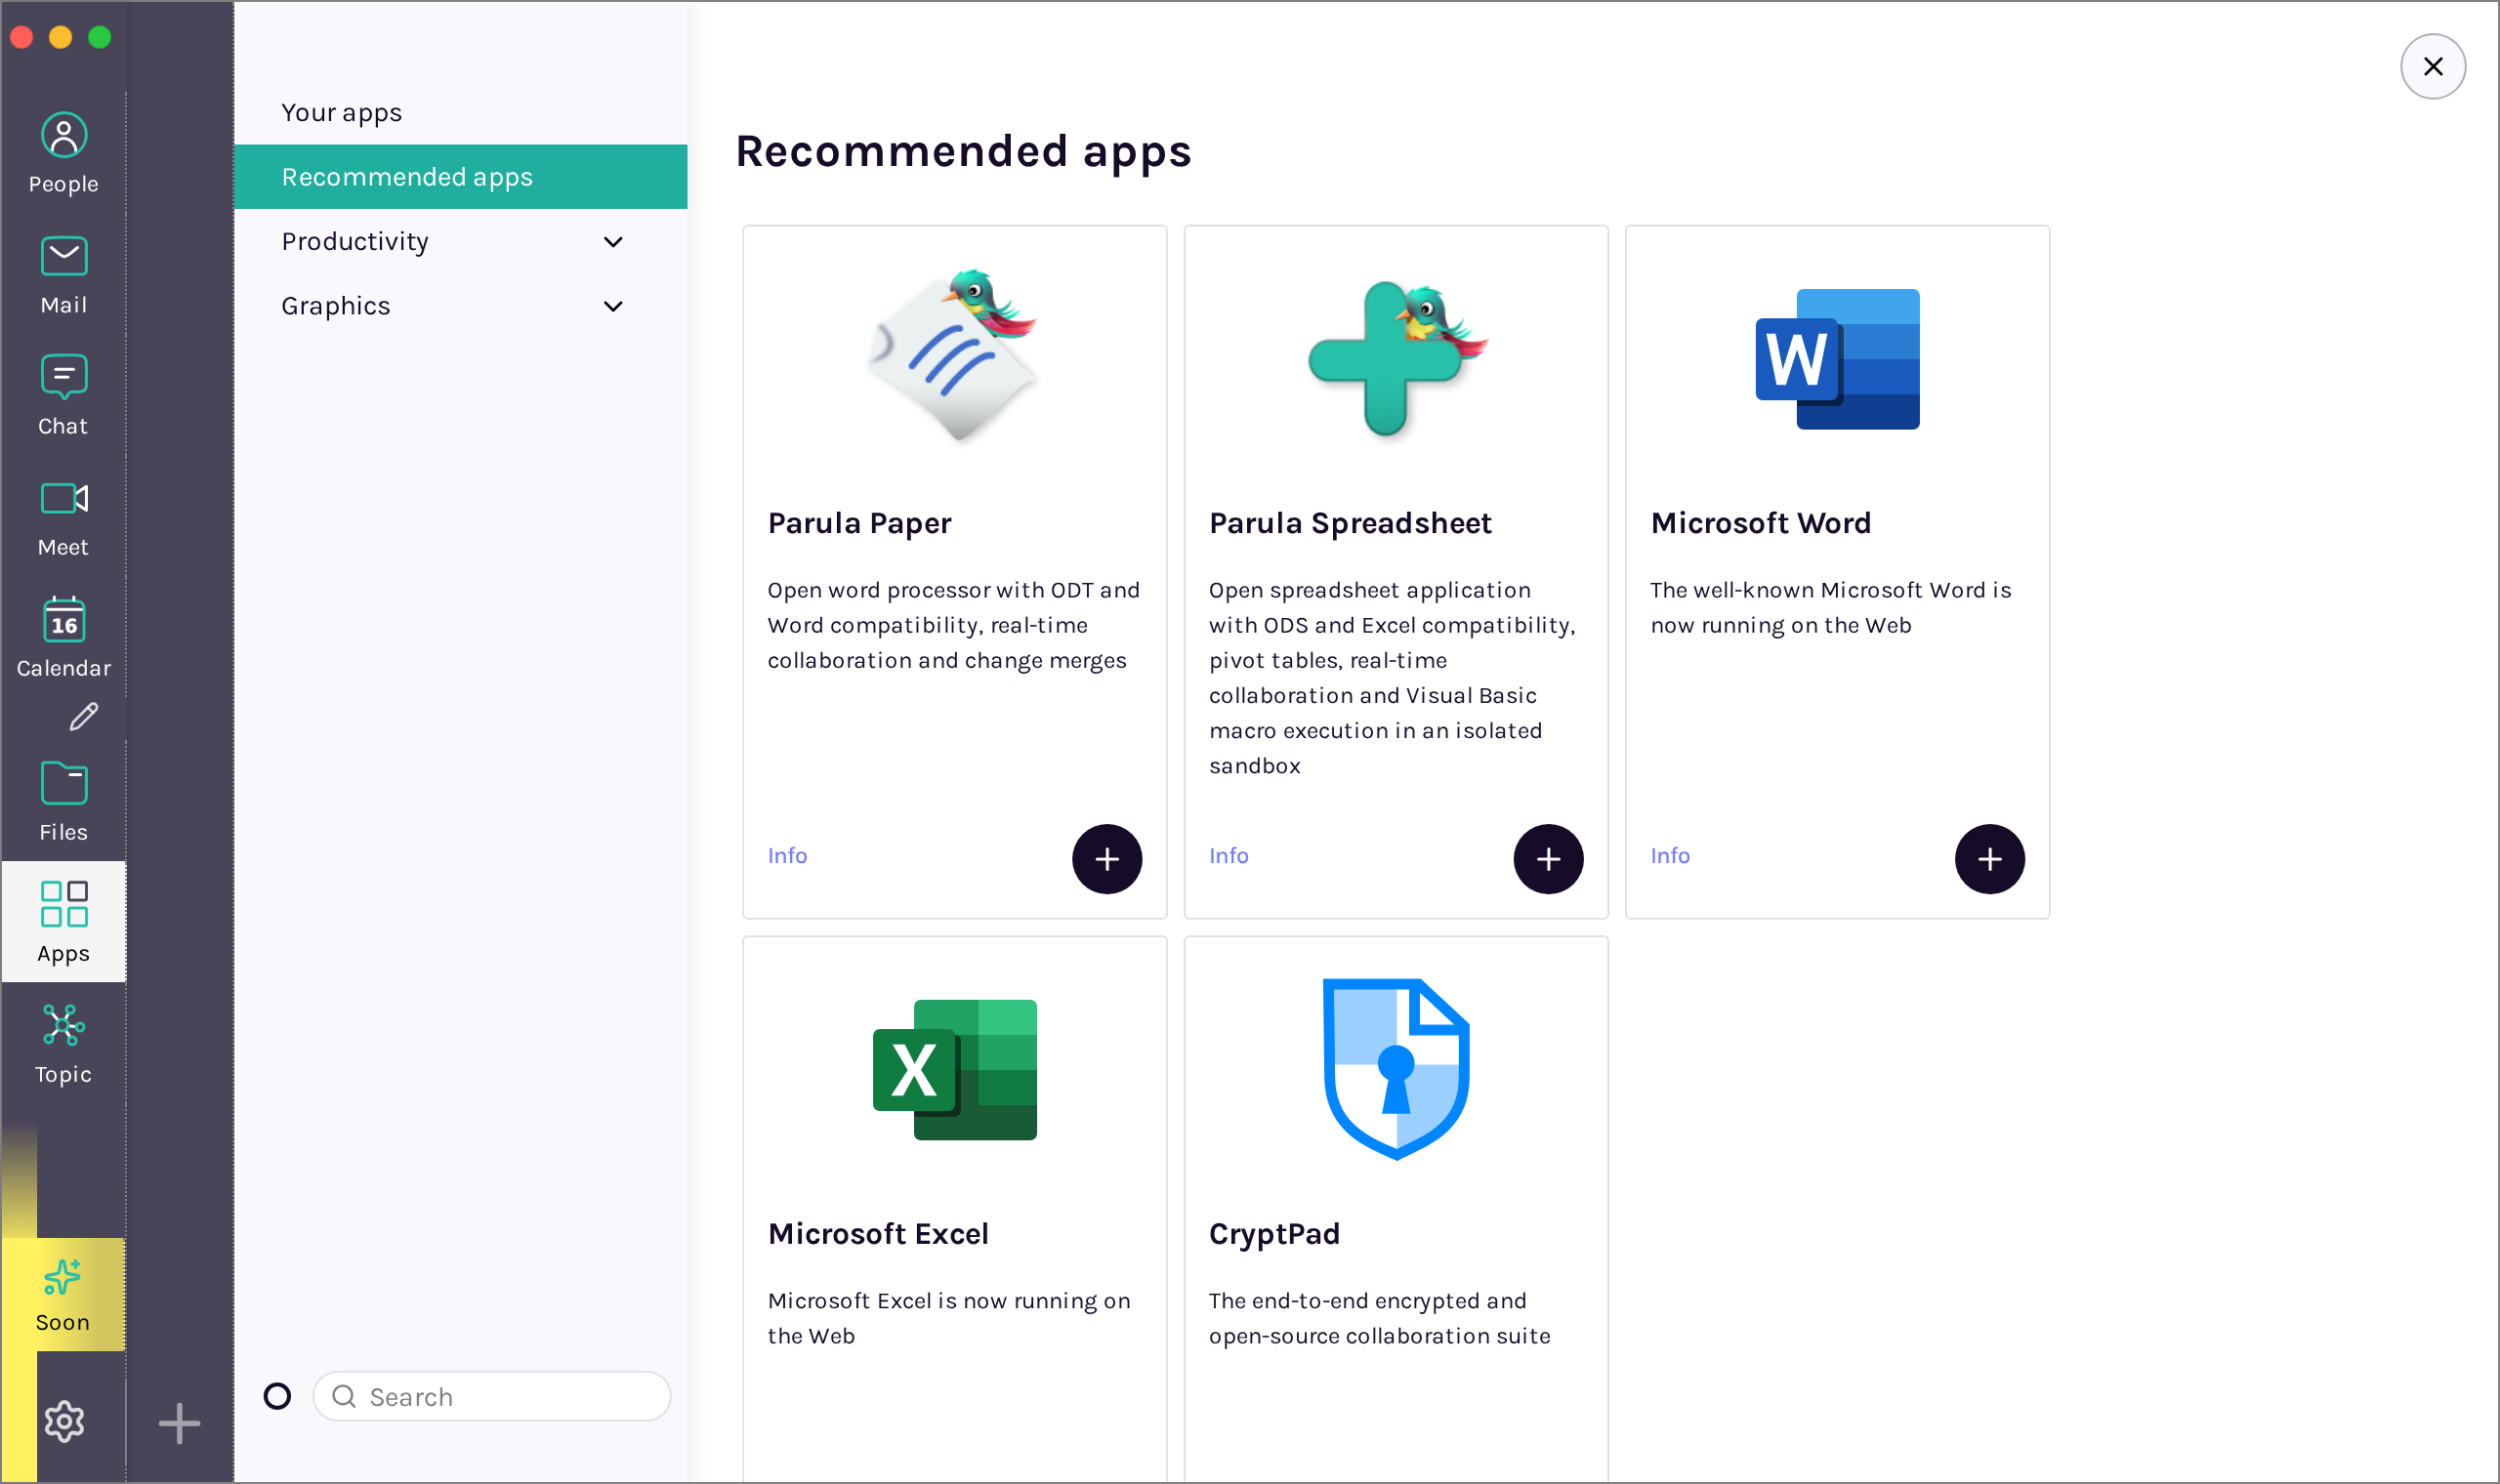 People
Mail
Chat
Meet
16
Calendar
Files
Apps
Topic
Soon
Your apps
Recommended apps
Productivity
Graphics
Search
Recommended apps
Parula Paper
Open word processor with ODT and
Word compatibility, real-time
collaboration and change merges
Info
Parula Spreadsheet
Open spreadsheet application
with ODS and Excel compatibility,
pivot tables, real-time
collaboration and Visual Basic
macro execution in an isolated
sandbox
Info
W
Microsoft Word
The well-known Microsoft Word is
now running on the Web
Info
X
Microsoft Excel
Microsoft Excel is now running on
the Web
CryptPad
The end-to-end encrypted and
open-source collaboration suite